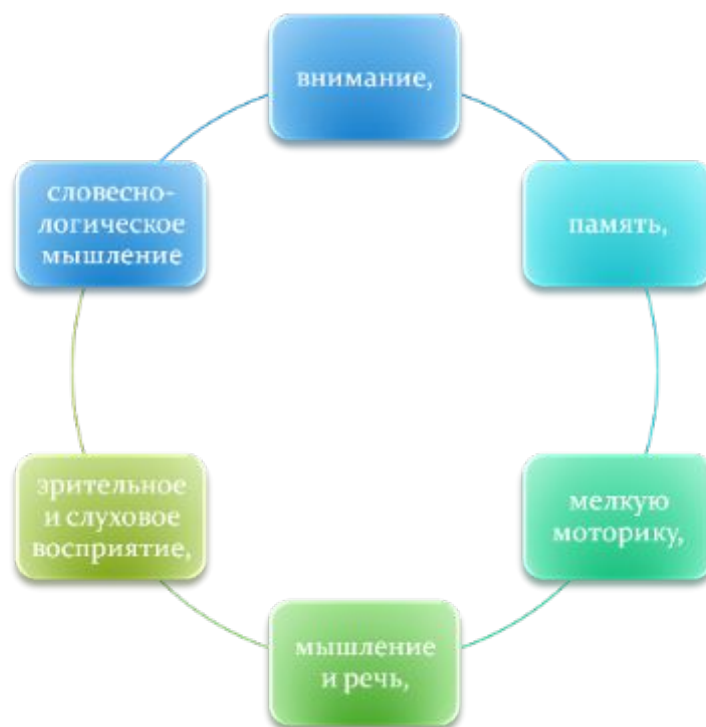 внимание,
память,
мелкую
моторику,
мышление
и речь,
зрительное
и слуховое
восприятие,
словесно-
логическое
мышление